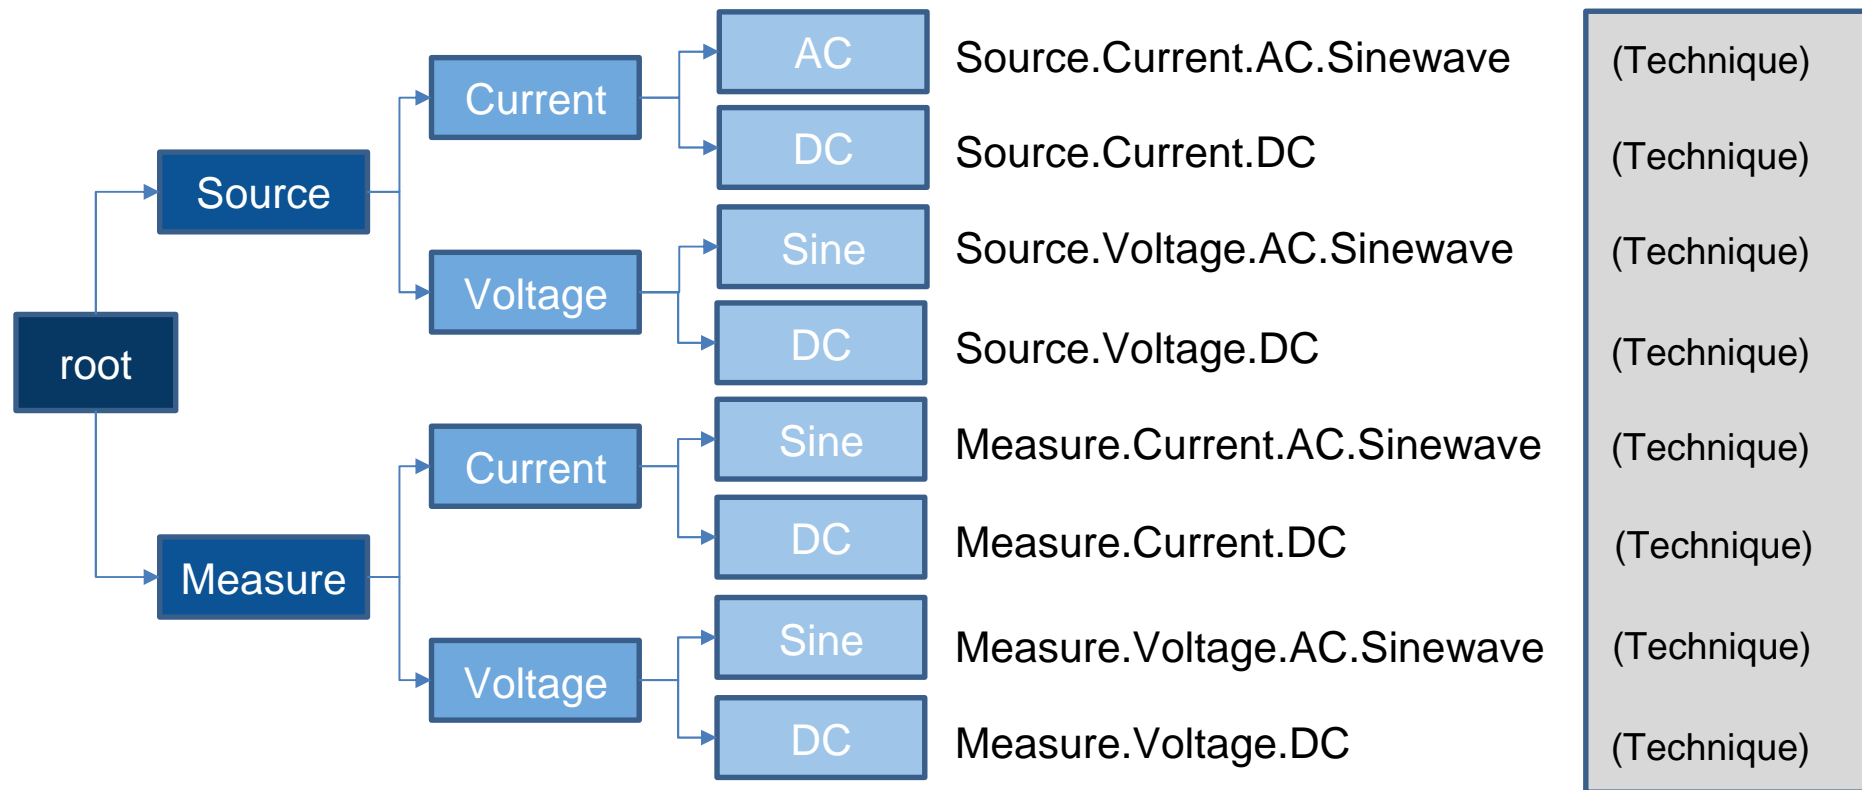 AC Source.Current.AC.Sinewave (Technique)
Current
DC Source.Current.DC (Technique)
Source
Sine Source.Voltage.AC.Sinewave (Technique)
Voltage
DC Source.Voltage.DC (Technique)
root
Sine Measure.Current.AC.Sinewave (Technique)
Current
DC Measure.Current.DC (Technique)
Measure
Sine Measure.Voltage.AC.Sinewave (Technique)
Voltage
DC Measure.Voltage.DC (Technique)